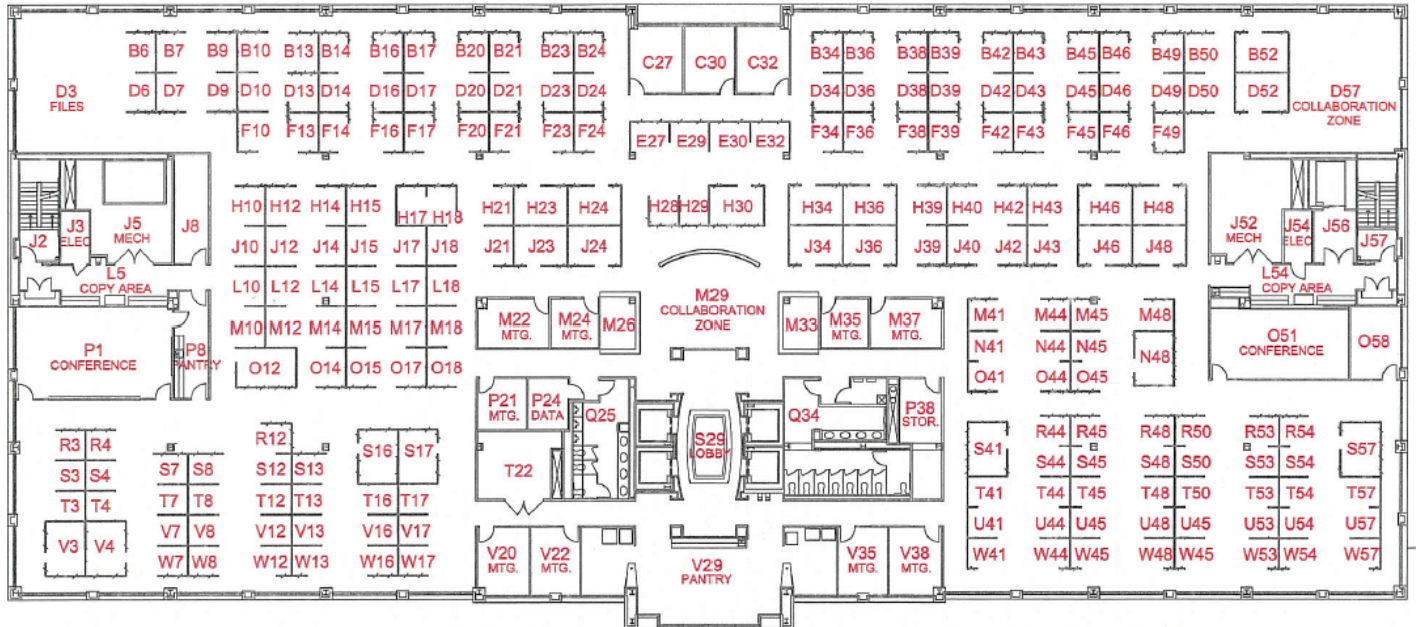 B6 B7 B9 B10 B13 B14 B16 B17 B20 B21 B23 B24 C27 C30 C32 B34 B36 B38 B39 B42 B43 B45 B46 B49 B50 B52
D3 D6 D7 D9 D10 D13 D14 D16 D17 D20 D21 D23 D24 D34 D36 D38 D39 D42 D43 D45 D46 D49 D50 D52 D57
FILES COLLABORATION
ZONE
F10 F13 F14 F16 F17 F20 F21 F23 F24 E27 E29 E30 E32 F34 F36 F38 F39 F42 F43 F45 F46 F49
H10 H12 H14 H15 H17 H18 H21 H23 H24 H28 H29 H30 H34 H36 H39 H40 H42 H43 H46 H48
J2 J3 J5 J8 J10 J12 J14 J15 J17 J18 J21 J23 J24 J34 J36 J39 J40 J42 J43 J46 J48 J52 J54 J56 J57
ELEC MECH MECH ELEC
L5 L54
COPY AREA COPY AREA
L10 L12 L14 L15 L17 L18
M29
COLLABORATION
ZONE
M10 M12 M14 M15 M17 M18 M22 M24 M26 M33 M35 M37 M41 M44 M45 M48
MTG. MTG. MTG. MTG.
N41 N44 N45 N48
P1 P8 O51 O58
CONFERENCE PANTRY CONFERENCE
O12 O14 O15 O17 O18 O41 O44 O45
P21 P24 Q25 Q34 P38
MTG. DATA STOR.
R3 R4 R12 R44 R45 R48 R50 R53 R54
S29
LOBBY
S3 S4 S7 S8 S12 S13 S16 S17 S41 S44 S45 S48 S50 S53 S54 S57
T22
T3 T4 T7 T8 T12 T13 T16 T17 T41 T44 T45 T48 T50 T53 T54 T57
V3 V4 V7 V8 V12 V13 V16 V17 U41 U44 U45 U48 U45 U53 U54 U57
V20 V22 V29 V35 V38
MTG. MTG. PANTRY MTG. MTG.
W7 W8 W12 W13 W16 W17 W41 W44 W45 W48 W45 W53 W54 W57